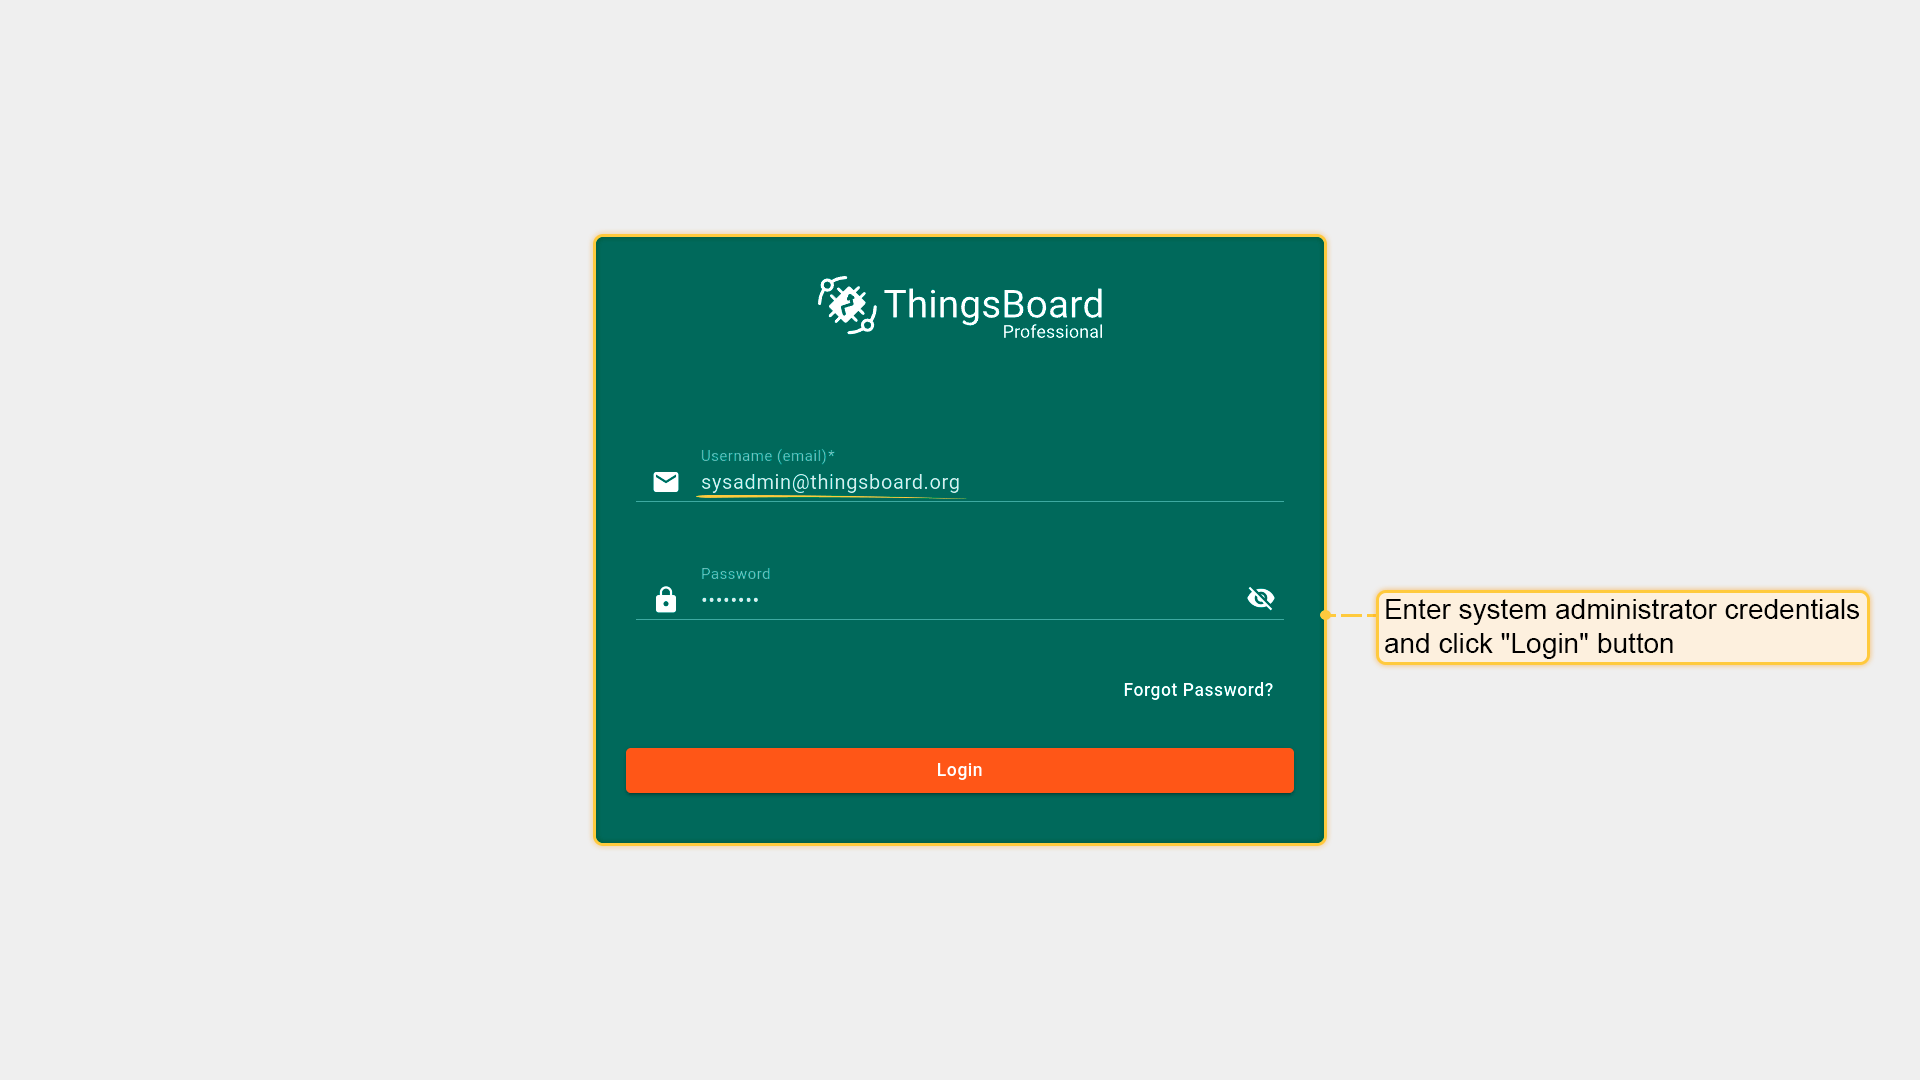 ThingsBoard
Professional
Username (email)*
sysadmin@thingsboard.org
Password
••••••••
Enter system administrator credentials
and click "Login" button
Forgot Password?
Login